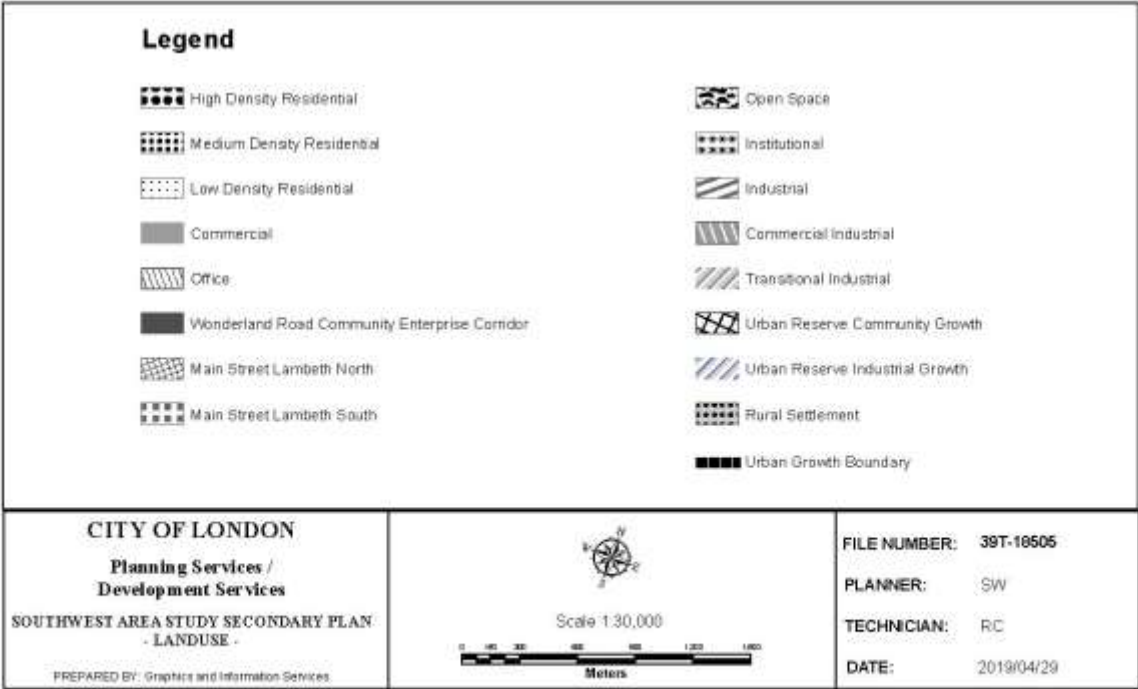 Legend
High Density Residential
Medium Density Residential
Low Density Residential
Commercial
Office
Wonderland Road Community Enterprise Corridor
Main Street Lambeth North
Main Street Lambeth South
Open Space
Institutional
Industrial
Commercial Industrial
Transitional Industrial
Urban Reserve Community Growth
Urban Reserve Industrial Growth
Rural Settlement
Urban Growth Boundary
CITY OF LONDON
Planning Services /
Development Services
SOUTHWEST AREA STUDY SECONDARY PLAN
- LANDUSE -
PREPARED BY: Graphics and Information Services
N
W E
S
Scale 1:30,000
0 300 1,200
Meters
FILE NUMBER: 39T-18505
PLANNER: SW
TECHNICIAN: RC
DATE: 2019/04/29